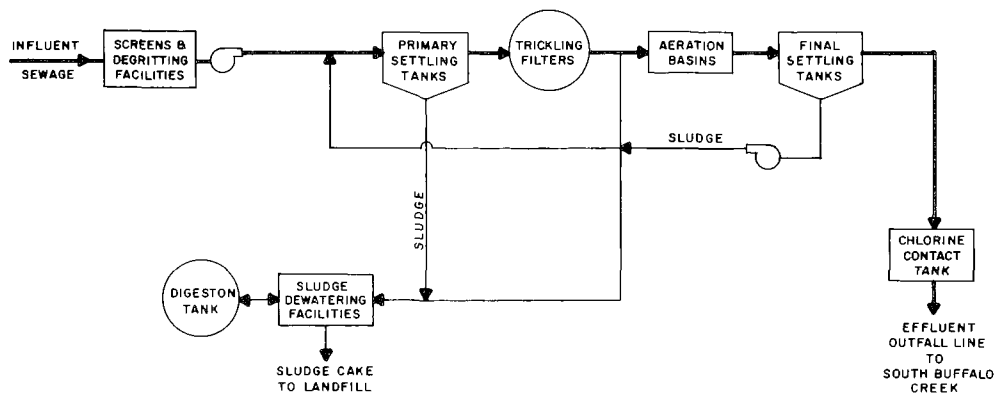 INFLUENT
SEWAGE
SCREENS &
DEGRITTING
FACILITIES
PRIMARY
SETTLING
TANKS
TRICKLING
FILTERS
AERATION
BASINS
FINAL
SETTLING
TANKS
SLUDGE
SLUDGE
CHLORINE
CONTACT
TANK
DIGESTON
TANK
SLUDGE
DEWATERING
FACILITIES
SLUDGE CAKE
TO LANDFILL
EFFLUENT
OUTFALL LINE
TO
SOUTH BUFFALO
CREEK